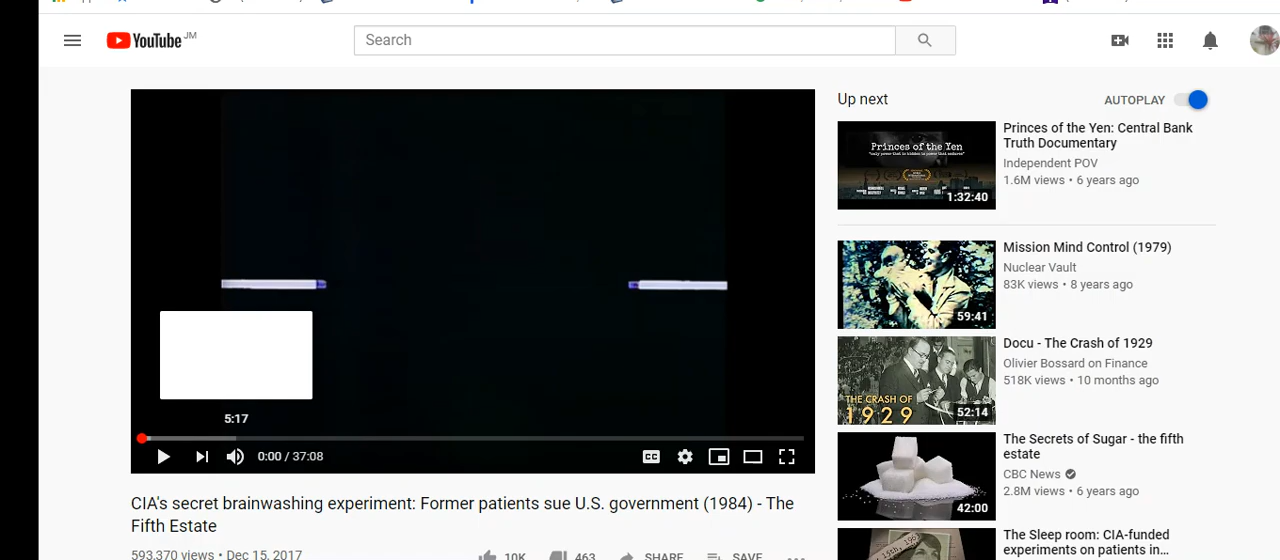 YouTube JM
Search
Up next
AUTOPLAY
Princes of the Yen
1:32:40
Princes of the Yen: Central Bank
Truth Documentary
Independent POV
1.6M views • 6 years ago
59:41
Mission Mind Control (1979)
Nuclear Vault
83K views • 8 years ago
THE CRASH OF
1929
52:14
Docu - The Crash of 1929
Olivier Bossard on Finance
518K views • 10 months ago
42:00
The Secrets of Sugar - the fifth
estate
CBC News
2.8M views • 6 years ago
The Sleep room: CIA-funded
experiments on patients in...
5:17
0:00 / 37:08
CC
CIA's secret brainwashing experiment: Former patients sue U.S. government (1984) - The
Fifth Estate
593,370 views • Dec 15, 2017
10K
463
SHARE
SAVE